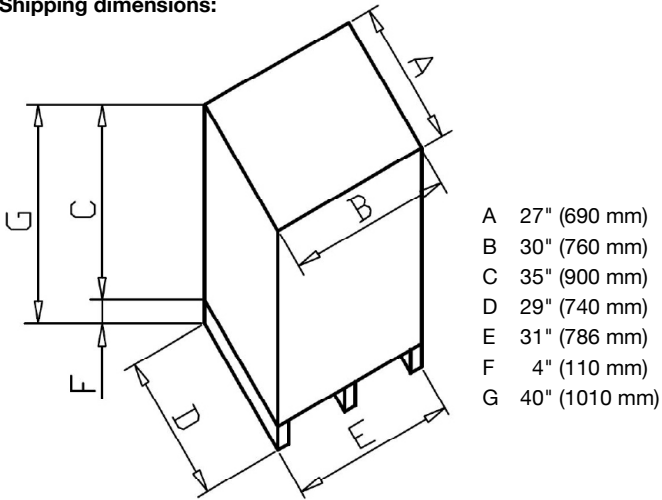 Shipping dimensions:
A
B
C
G
F
D
E
A 27" (690 mm)
B 30" (760 mm)
C 35" (900 mm)
D 29" (740 mm)
E 31" (786 mm)
F 4" (110 mm)
G 40" (1010 mm)